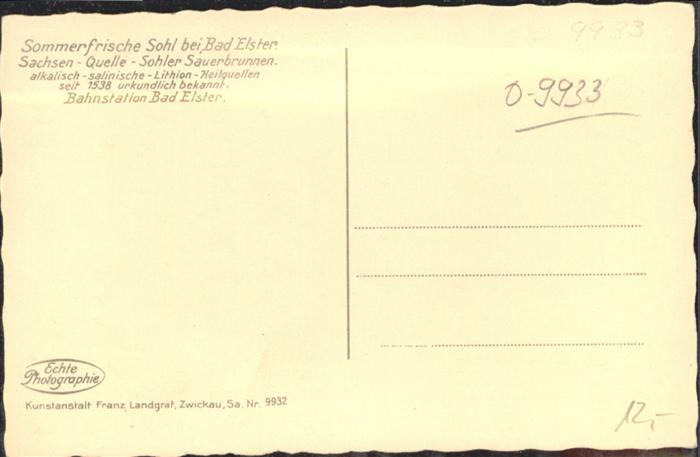 Sommerfrische Sohl bei Bad Elster.
Sachsen - Quelle - Sohler Sauerbrunnen.
alkalisch - salinische - Lithion - Heilquellen
seit 1538 urkundlich bekannt.
Bahnstation Bad Elster.
9933
O-9933
Echte
Photographie
Kunstanstalt Franz Landgraf, Zwickau, Sa. Nr. 9932
12,-